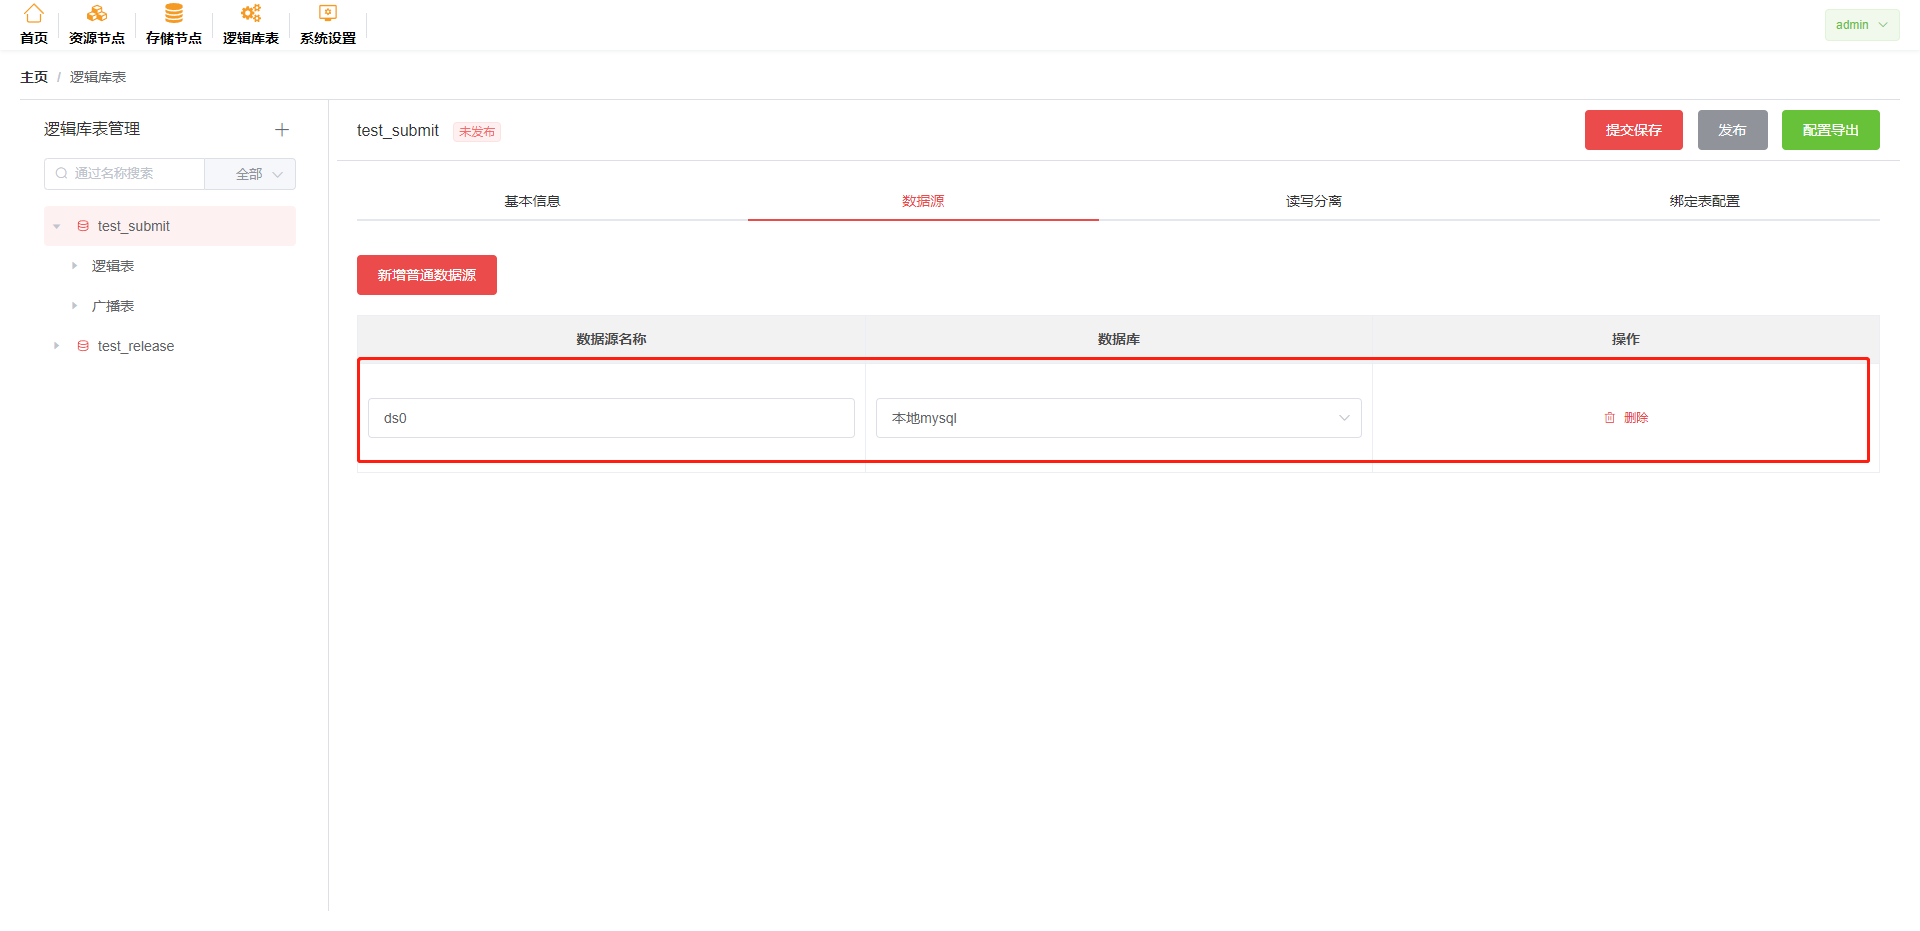 首页
资源节点
存储节点
逻辑库表
系统设置
admin
主页 / 逻辑库表
逻辑库表管理
通过名称搜索
全部
test_submit
逻辑表
广播表
test_release
test_submit
未发布
提交保存
发布
配置导出
基本信息
数据源
读写分离
绑定表配置
新增普通数据源
数据源名称
数据库
操作
ds0
本地mysql
删除